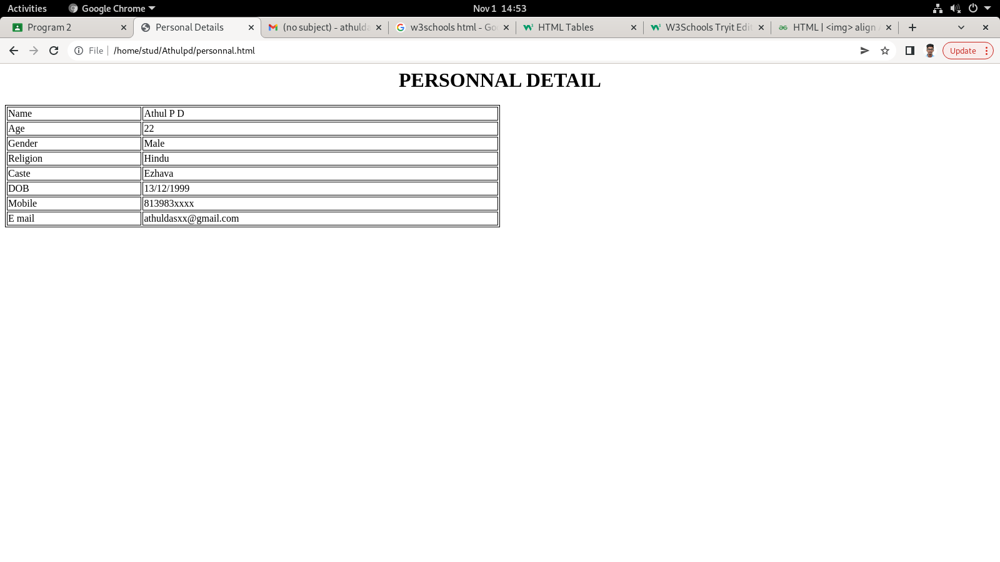 Activities Google Chrome Nov 1 14:53
Program 2 Personal Details (no subject) - athulda w3schools html - Go HTML Tables W3Schools Tryit Edit HTML | <img> align A
File /home/stud/Athulpd/personnal.html Update
PERSONNAL DETAIL
Name Athul P D
Age 22
Gender Male
Religion Hindu
Caste Ezhava
DOB 13/12/1999
Mobile 813983xxxx
E mail athuldasxx@gmail.com